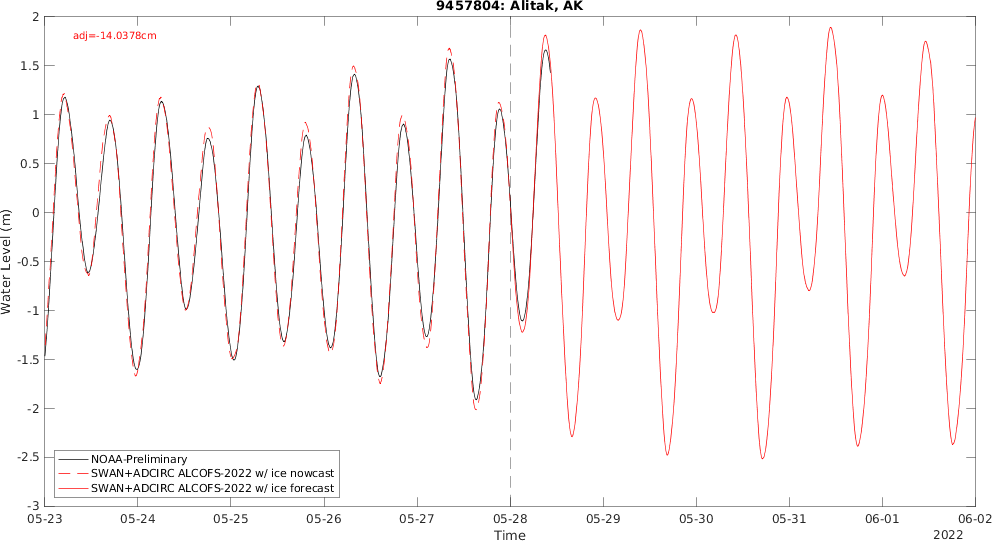 9457804: Alitak, AK
adj=-14.0378cm
2
1.5
1
0.5
0
-0.5
-1
-1.5
-2
-2.5
-3
Water Level (m)
NOAA-Preliminary
SWAN+ADCIRC ALCOFS-2022 w/ ice nowcast
SWAN+ADCIRC ALCOFS-2022 w/ ice forecast
05-23 05-24 05-25 05-26 05-27 05-28 05-29 05-30 05-31 06-01 06-02
Time
2022